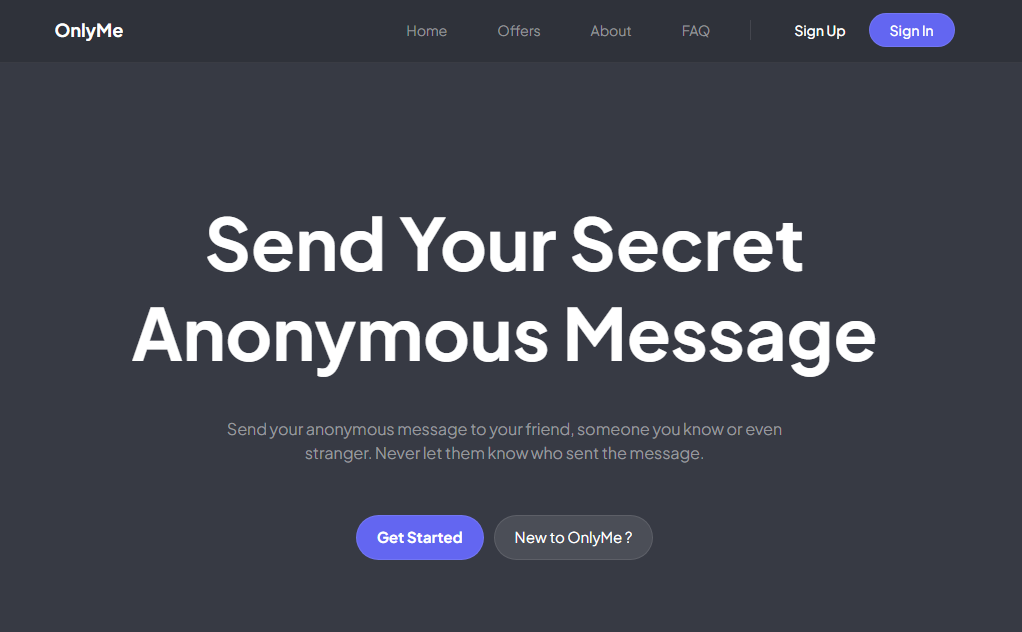 OnlyMe Home Offers About FAQ Sign Up Sign In
Send Your Secret
Anonymous Message
Send your anonymous message to your friend, someone you know or even
stranger. Never let them know who sent the message.
Get Started New to OnlyMe ?